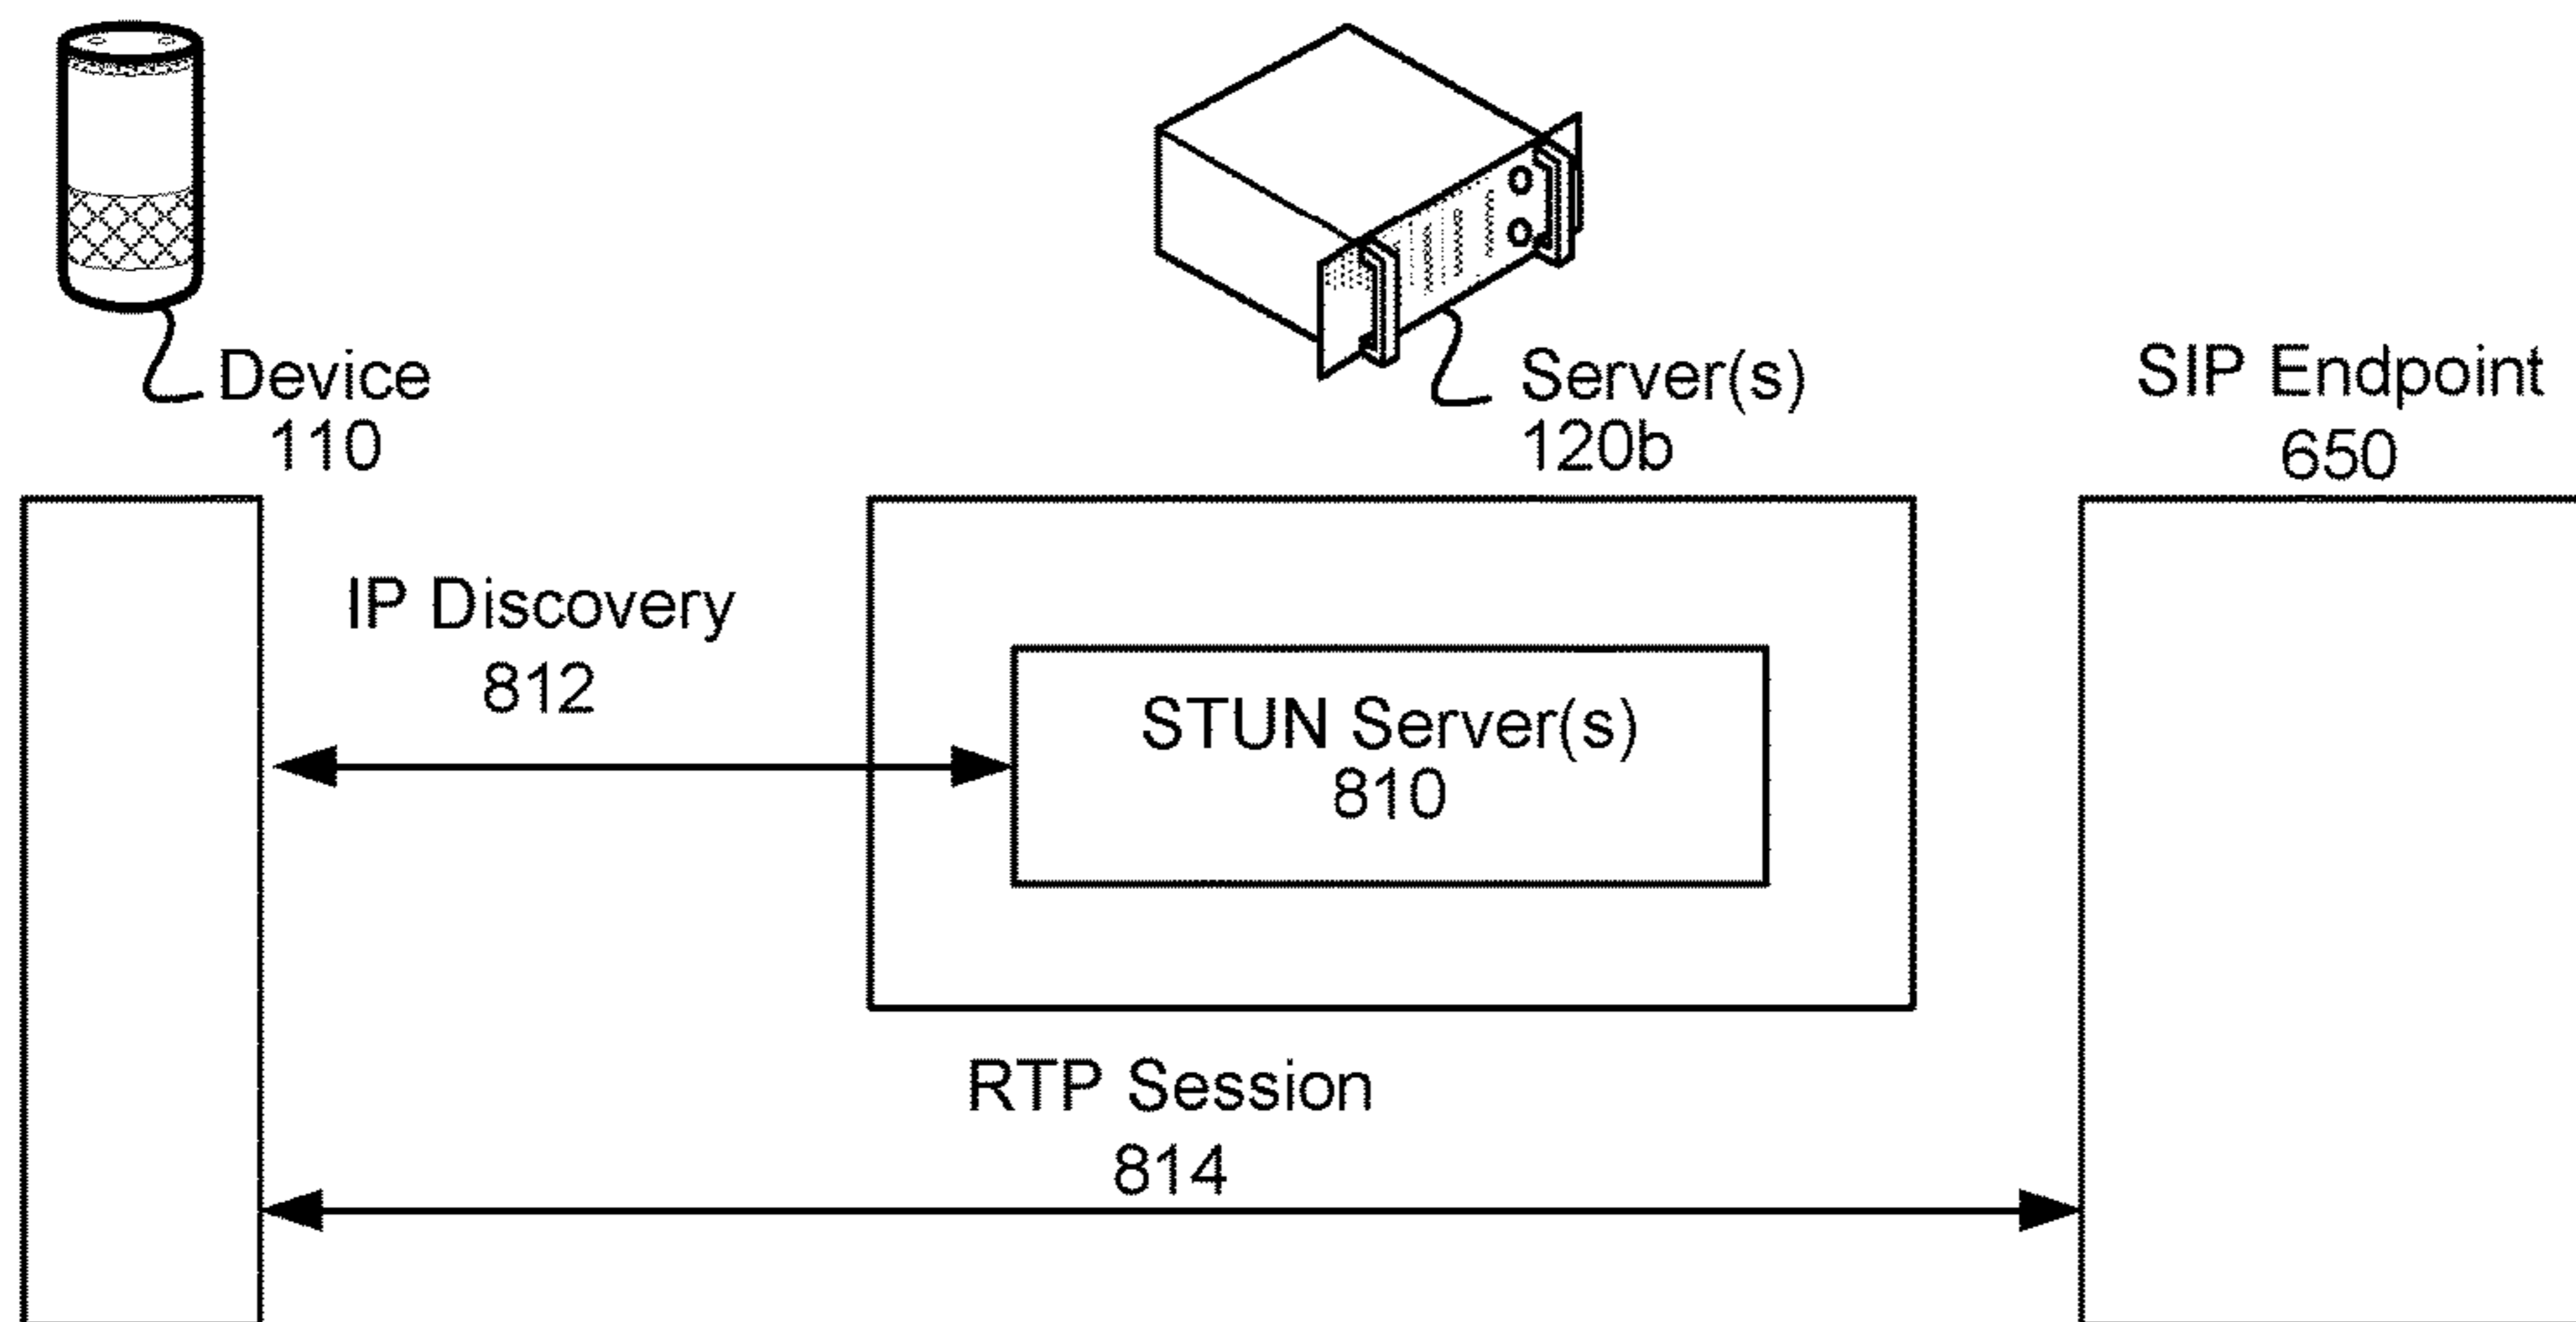 Device
110
Server(s)
120b
SIP Endpoint
650
IP Discovery
812
STUN Server(s)
810
RTP Session
814